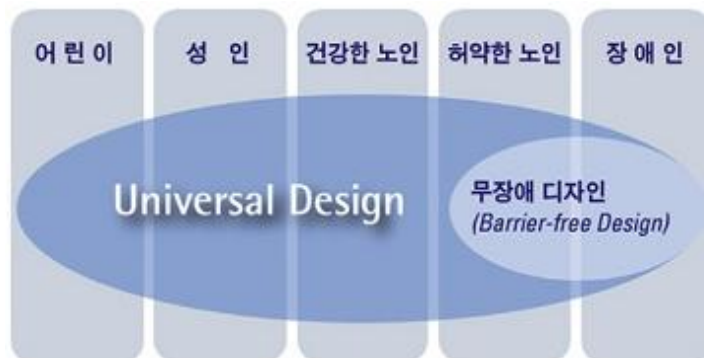 어린이 성인 건강한 노인 허약한 노인 장애인
Universal Design
무장애 디자인
(Barrier-free Design)